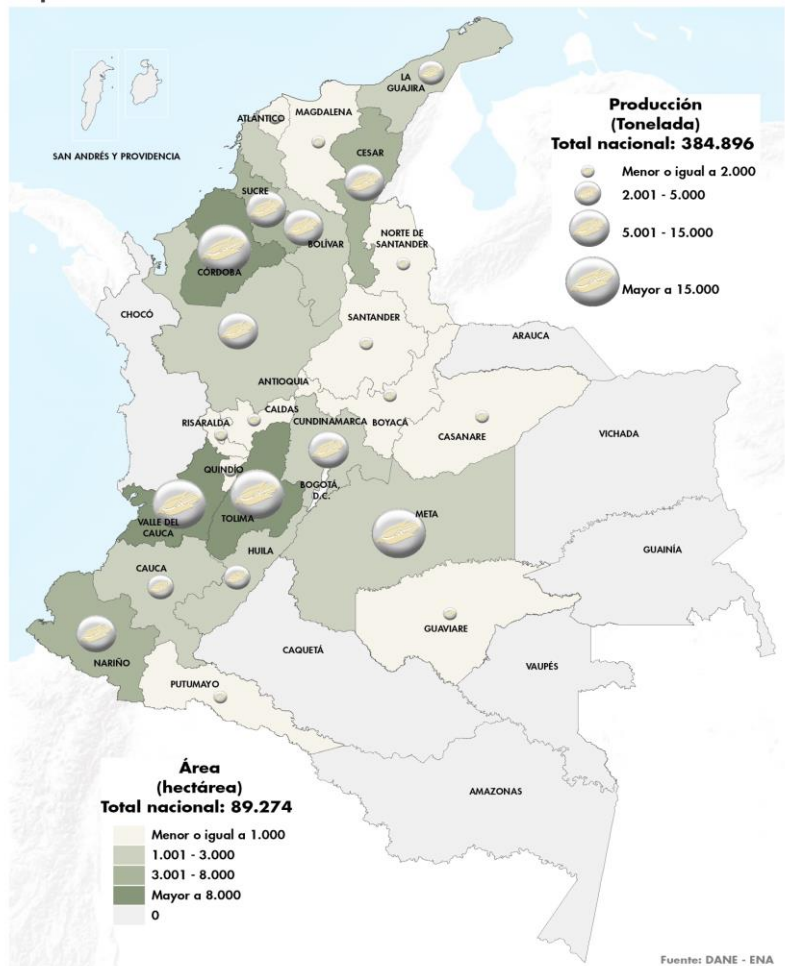 LA
GUAJIRA
ATLÁNTICO
MAGDALENA
SAN ANDRÉS Y PROVIDENCIA
CESAR
SUCRE
BOLÍVAR
NORTE DE
SANTANDER
CÓRDOBA
CHOCÓ
SANTANDER
ARAUCA
ANTIOQUIA
CALDAS
RISARALDA
CUNDINAMARCA
BOYACÁ
CASANARE
VICHADA
QUINDÍO
BOGOTÁ,
D.C.
META
VALLE DEL
CAUCA
TOLIMA
GUAINÍA
HUILA
CAUCA
GUAVIARE
CAQUETÁ
VAUPÉS
NARIÑO
PUTUMAYO
AMAZONAS
Producción
(Tonelada)
Total nacional: 384.896
Menor o igual a 2.000
2.001 - 5.000
5.001 - 15.000
Mayor a 15.000
Área
(hectárea)
Total nacional: 89.274
Menor o igual a 1.000
1.001 - 3.000
3.001 - 8.000
Mayor a 8.000
0
Fuente: DANE - ENA